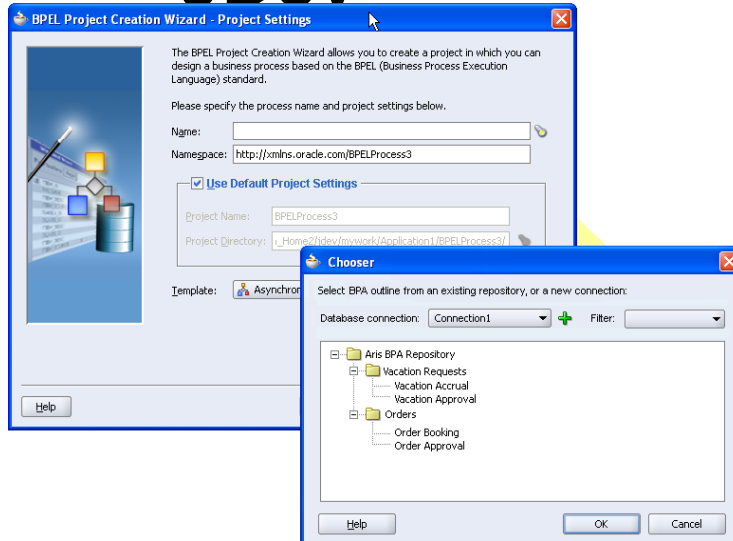 BPEL Project Creation Wizard - Project Settings
The BPEL Project Creation Wizard allows you to create a project in which you can
design a business process based on the BPEL (Business Process Execution
Language) standard.
Please specify the process name and project settings below.
Name:
Namespace: http://xmlns.oracle.com/BPELProcess3
Use Default Project Settings
Project Name: BPELProcess3
Project Directory: _Home2/jdev/mywork/Application1/BPELProcess3/
Template: Asynchron
Help
Chooser
Select BPA outline from an existing repository, or a new connection:
Database connection: Connection1 Filter:
Aris BPA Repository
Vacation Requests
Vacation Accrual
Vacation Approval
Orders
Order Booking
Order Approval
Help OK Cancel